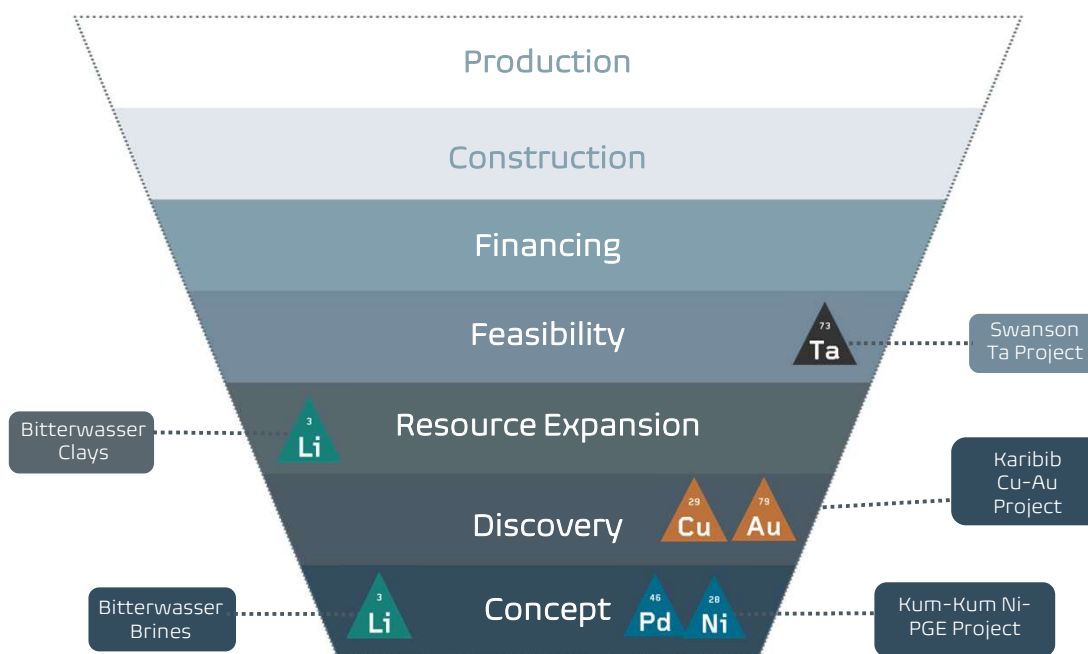 Production
Construction
Financing
Feasibility
73
Ta
Swanson
Ta Project
Bitterwasser
Clays
3
Li
Resource Expansion
Karibib
Cu-Au
Project
Discovery
29
Cu
79
Au
Bitterwasser
Brines
3
Li
Concept
46
Pd
28
Ni
Kum-Kum Ni-
PGE Project